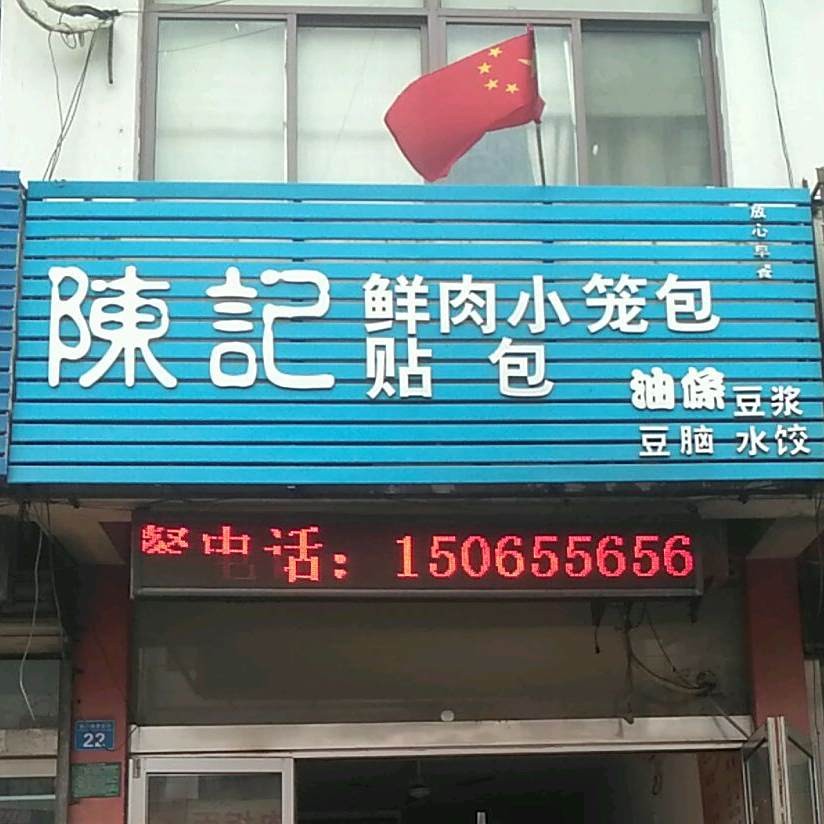 放心早餐
陳記
鲜肉小笼包
贴包
油條 豆浆
豆脑 水饺
餐电话：150655656
22